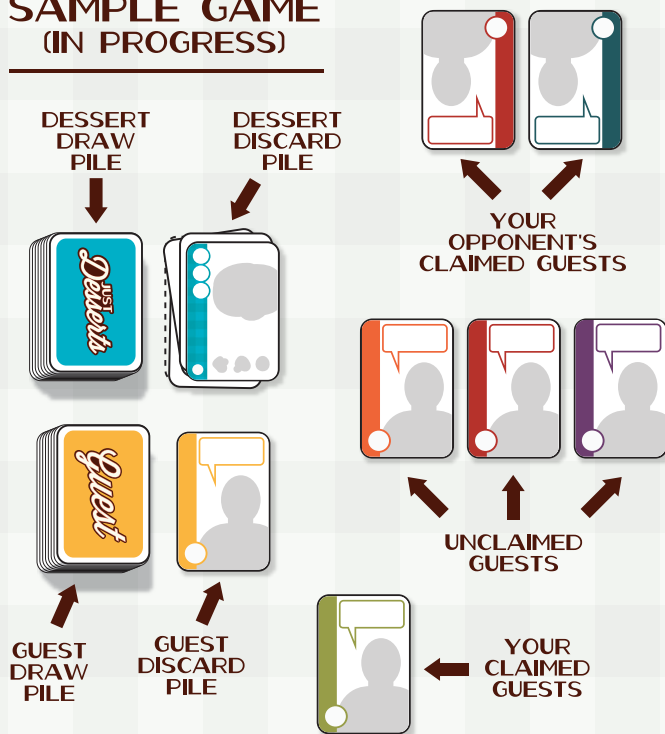 SAMPLE GAME
(IN PROGRESS)
DESSERT
DRAW
PILE
DESSERT
DISCARD
PILE
JUST
Desserts
YOUR
OPPONENT'S
CLAIMED GUESTS
Guest
UNCLAIMED
GUESTS
GUEST
DRAW
PILE
GUEST
DISCARD
PILE
YOUR
CLAIMED
GUESTS